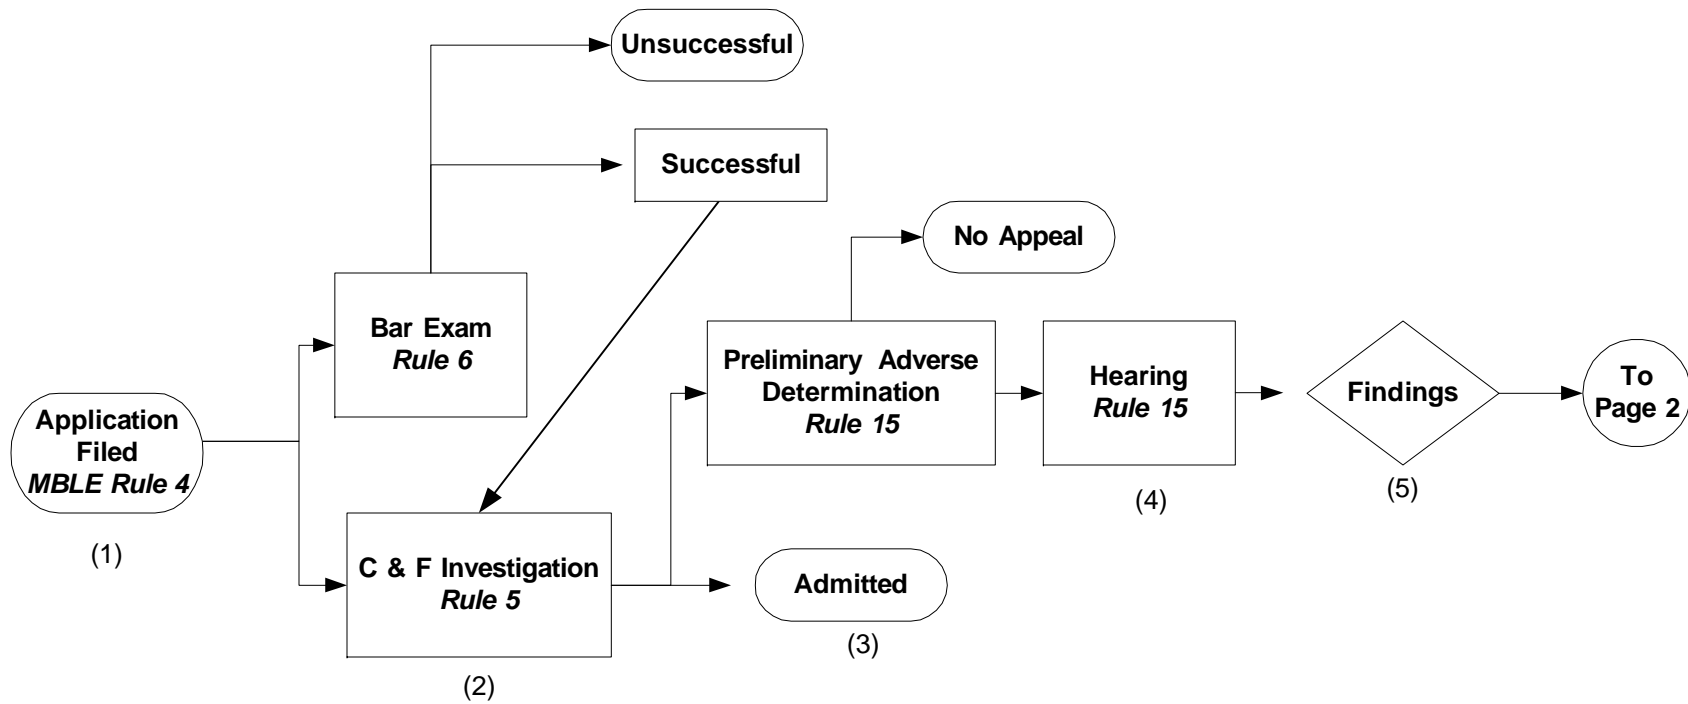 Unsuccessful
Successful
No Appeal
Bar Exam
Rule 6
Preliminary Adverse
Determination
Rule 15
Hearing
Rule 15
Findings
To
Page 2
Application
Filed
MBLE Rule 4
(1)
(4)
(5)
C & F Investigation
Rule 5
(2)
Admitted
(3)